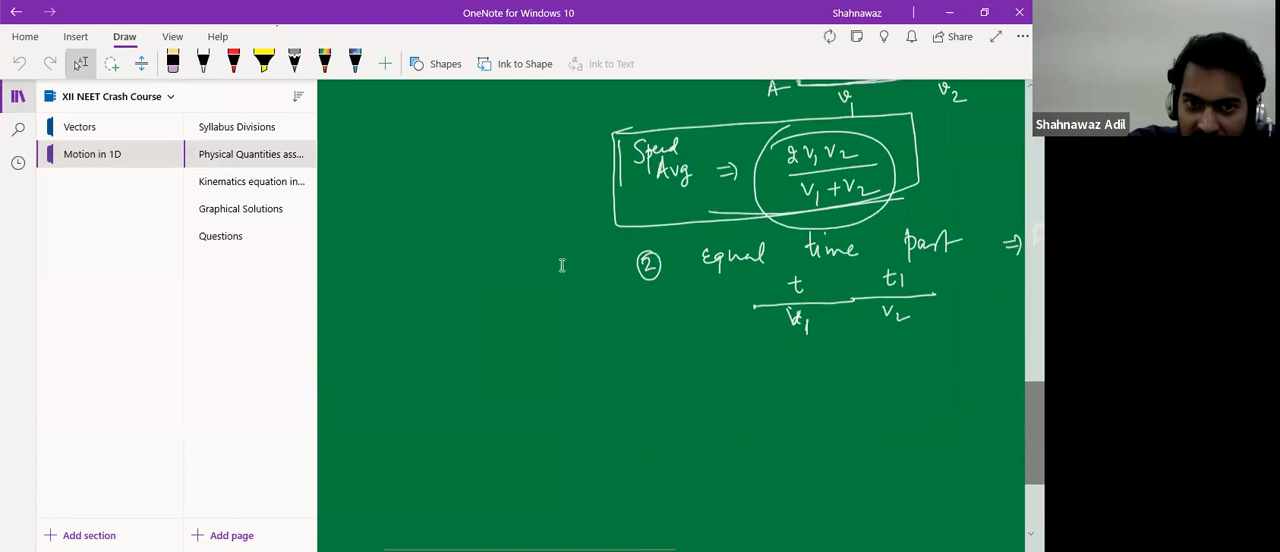 OneNote for Windows 10
Shahnawaz
Home Insert Draw View Help
Share
Shapes
Ink to Shape
Ink to Text
XII NEET Crash Course
Vectors
Motion in 1D
Syllabus Divisions
Physical Quantities ass...
Kinematics equation in...
Graphical Solutions
Questions
Add section
Add page
Shahnawaz Adil
A
v1 v2
Speed Avg ⇒ 2v1v2 / v1 + v2
② equal time part ⇒
t t1
v1 v2